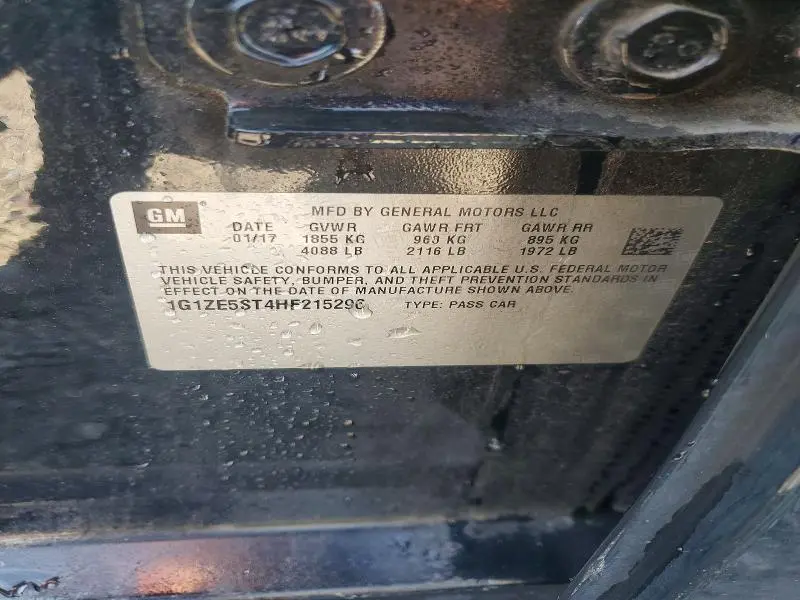 GM
MFD BY GENERAL MOTORS LLC
DATE GVWR GAWR FRT GAWR RR
01/17 1855 KG 960 KG 895 KG
4088 LB 2116 LB 1972 LB
THIS VEHICLE CONFORMS TO ALL APPLICABLE U.S. FEDERAL MOTOR
VEHICLE SAFETY, BUMPER, AND THEFT PREVENTION STANDARDS IN
EFFECT ON THE DATE OF MANUFACTURE SHOWN ABOVE.
1G1ZE5ST4HF215296 TYPE: PASS CAR